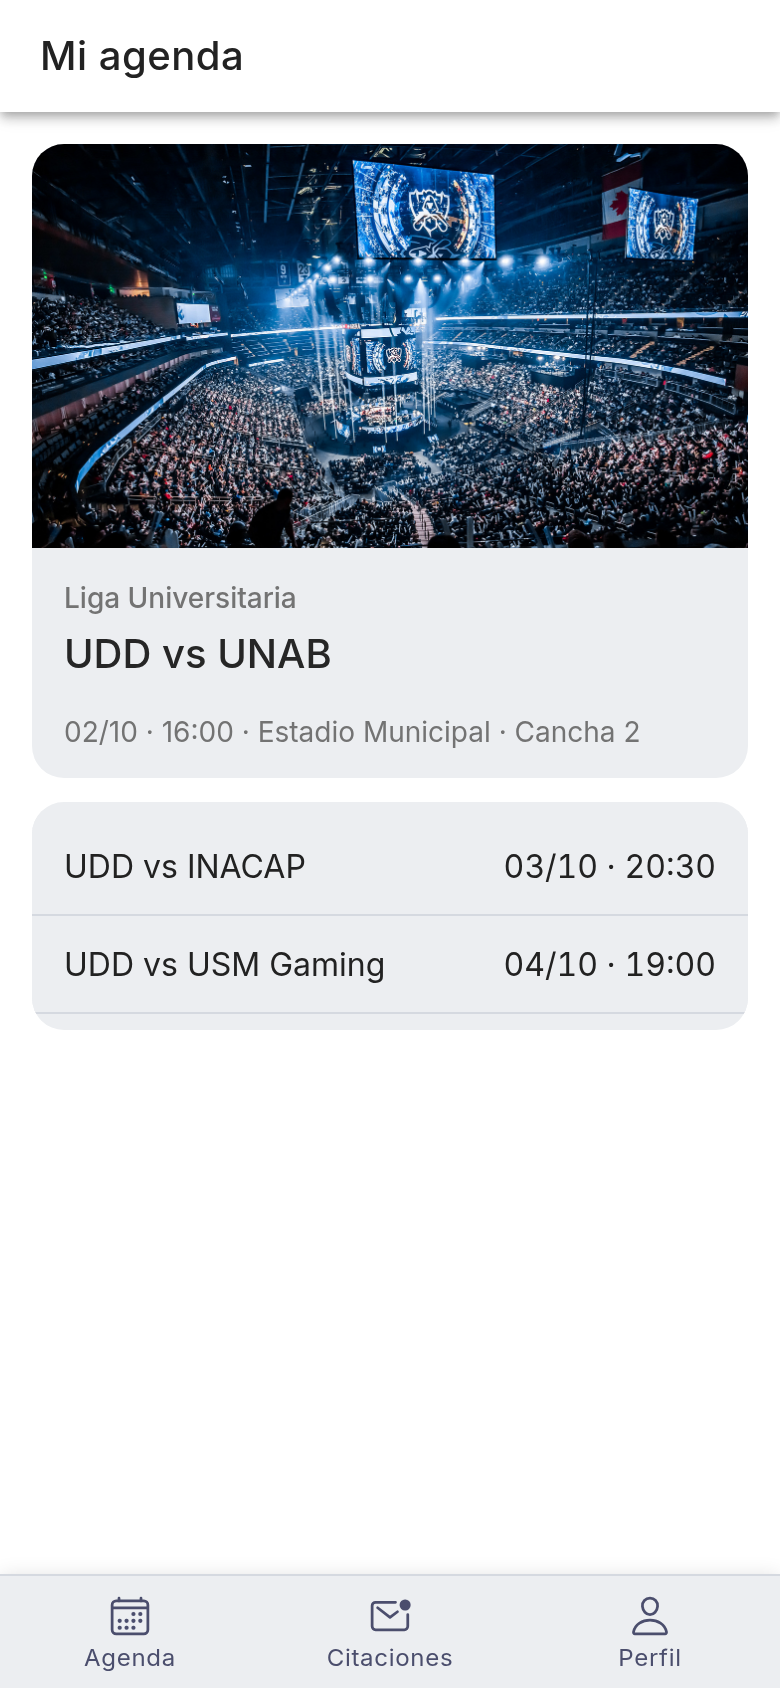 Mi agenda
Liga Universitaria
UDD vs UNAB
02/10 · 16:00 · Estadio Municipal · Cancha 2
UDD vs INACAP 03/10 · 20:30
UDD vs USM Gaming 04/10 · 19:00
Agenda Citaciones Perfil